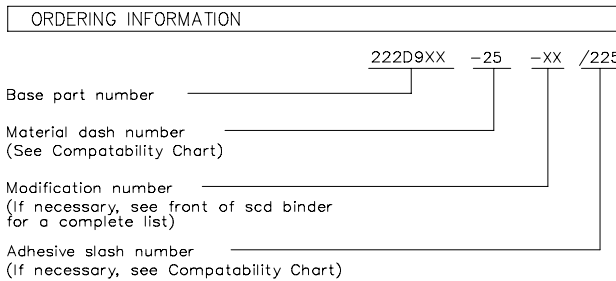 ORDERING INFORMATION
222D9XX -25 -XX /225
Base part number
Material dash number
(See Compatability Chart)
Modification number
(If necessary, see front of scd binder
for a complete list)
Adhesive slash number
(If necessary, see Compatability Chart)